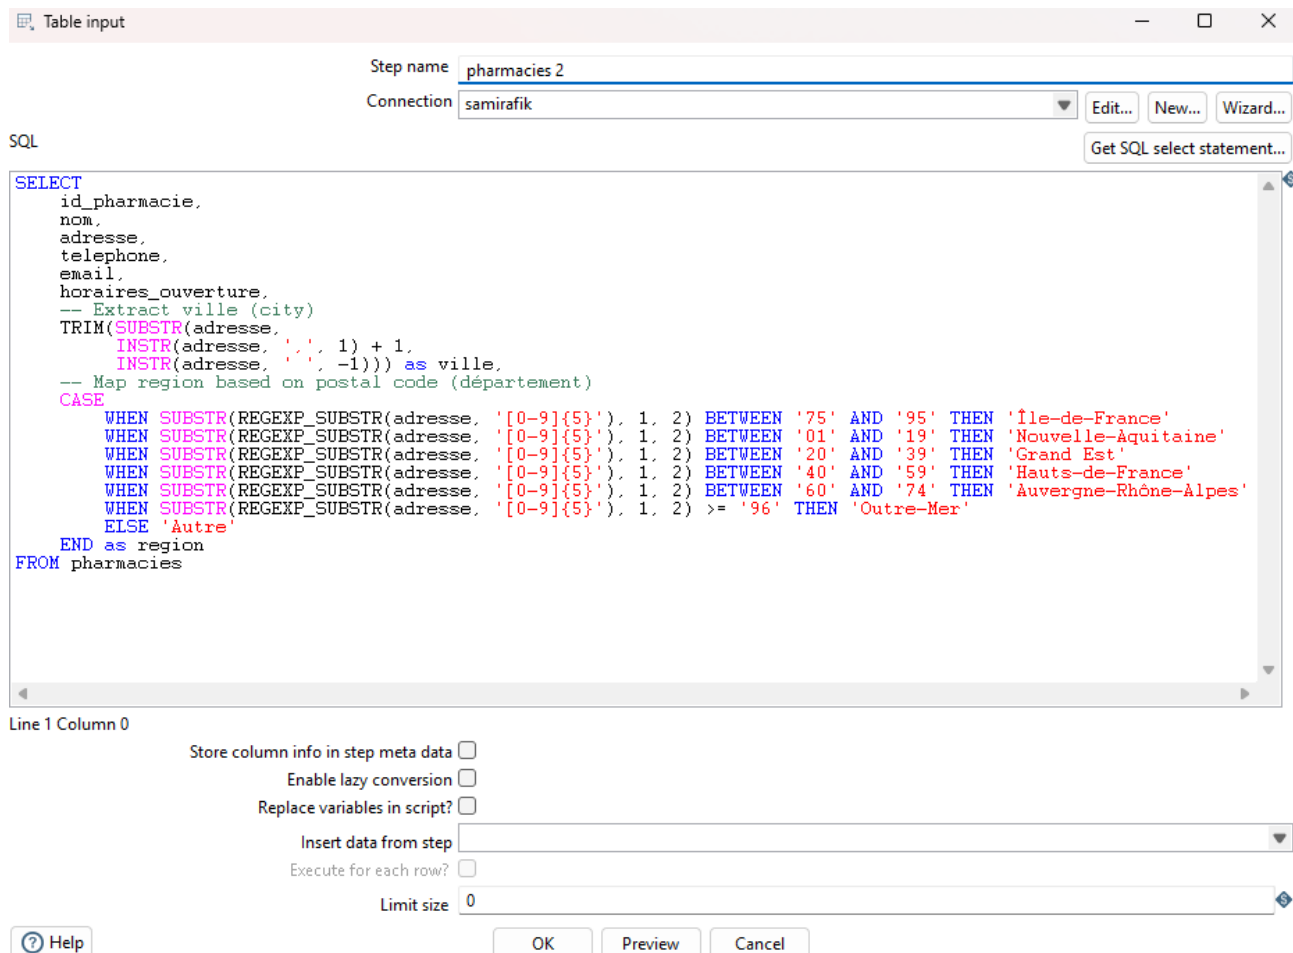 Table input
Step name pharmacies 2
Connection samirafik Edit... New... Wizard...
SQL Get SQL select statement...
SELECT
    id_pharmacie,
    nom,
    adresse,
    telephone,
    email,
    horaires_ouverture,
    -- Extract ville (city)
    TRIM(SUBSTR(adresse,
         INSTR(adresse, ',', 1) + 1,
         INSTR(adresse, ' ', -1))) as ville,
    -- Map region based on postal code (département)
    CASE
        WHEN SUBSTR(REGEXP_SUBSTR(adresse, '[0-9]{5}'), 1, 2) BETWEEN '75' AND '95' THEN 'Île-de-France'
        WHEN SUBSTR(REGEXP_SUBSTR(adresse, '[0-9]{5}'), 1, 2) BETWEEN '01' AND '19' THEN 'Nouvelle-Aquitaine'
        WHEN SUBSTR(REGEXP_SUBSTR(adresse, '[0-9]{5}'), 1, 2) BETWEEN '20' AND '39' THEN 'Grand Est'
        WHEN SUBSTR(REGEXP_SUBSTR(adresse, '[0-9]{5}'), 1, 2) BETWEEN '40' AND '59' THEN 'Hauts-de-France'
        WHEN SUBSTR(REGEXP_SUBSTR(adresse, '[0-9]{5}'), 1, 2) BETWEEN '60' AND '74' THEN 'Auvergne-Rhône-Alpes'
        WHEN SUBSTR(REGEXP_SUBSTR(adresse, '[0-9]{5}'), 1, 2) >= '96' THEN 'Outre-Mer'
        ELSE 'Autre'
    END as region
FROM pharmacies
Line 1 Column 0
Store column info in step meta data
Enable lazy conversion
Replace variables in script?
Insert data from step
Execute for each row?
Limit size 0
Help OK Preview Cancel